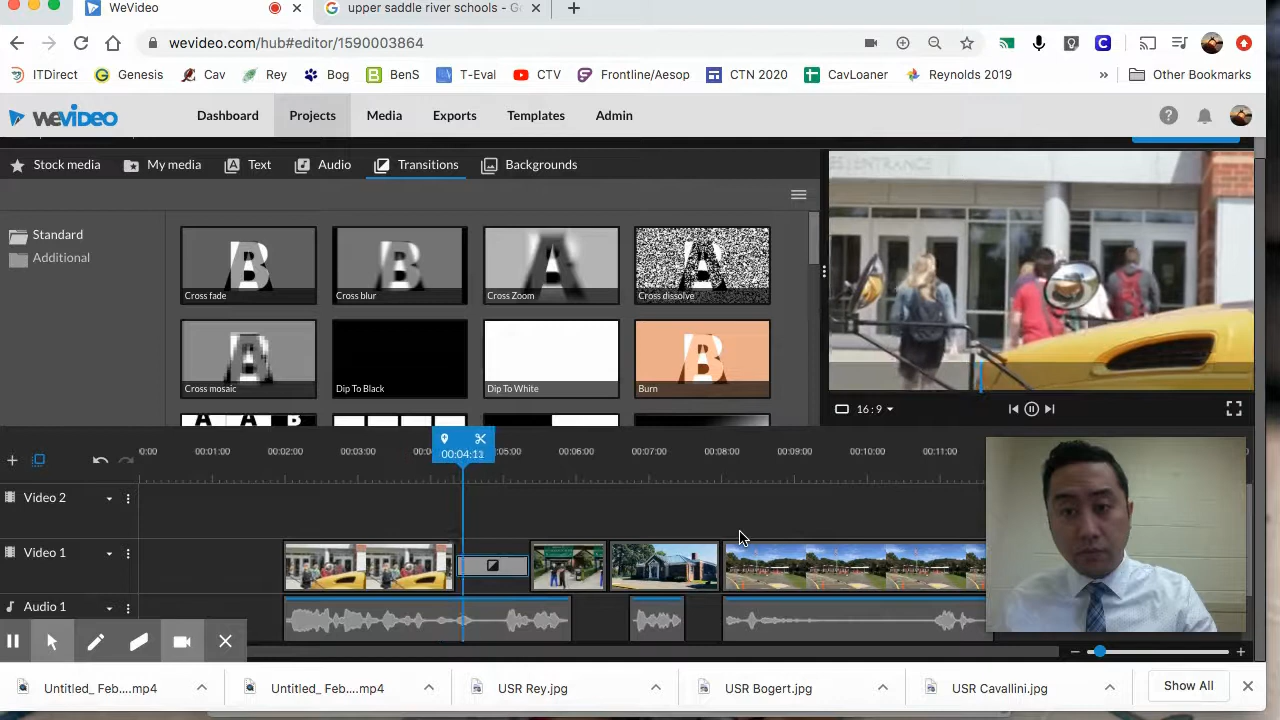 WeVideo
upper saddle river schools - G
wevideo.com/hub#editor/1590003864
ITDirect Genesis Cav Rey Bog BenS T-Eval CTV Frontline/Aesop CTN 2020 CavLoaner Reynolds 2019 » Other Bookmarks
WEVIDEO Dashboard Projects Media Exports Templates Admin
Stock media My media Text Audio Transitions Backgrounds
Standard
Additional
Cross fade Cross blur Cross Zoom Cross dissolve
Cross mosaic Dip To Black Dip To White Burn
ENTRANCE
16:9
0:00 00:01:00 00:02:00 00:03:00 00:04 05:00 00:06:00 00:07:00 00:08:00 00:09:00 00:10:00 00:11:00
00:04:13
Video 2
Video 1
Audio 1
Untitled_ Feb....mp4 Untitled_ Feb....mp4 USR Rey.jpg USR Bogert.jpg USR Cavallini.jpg Show All